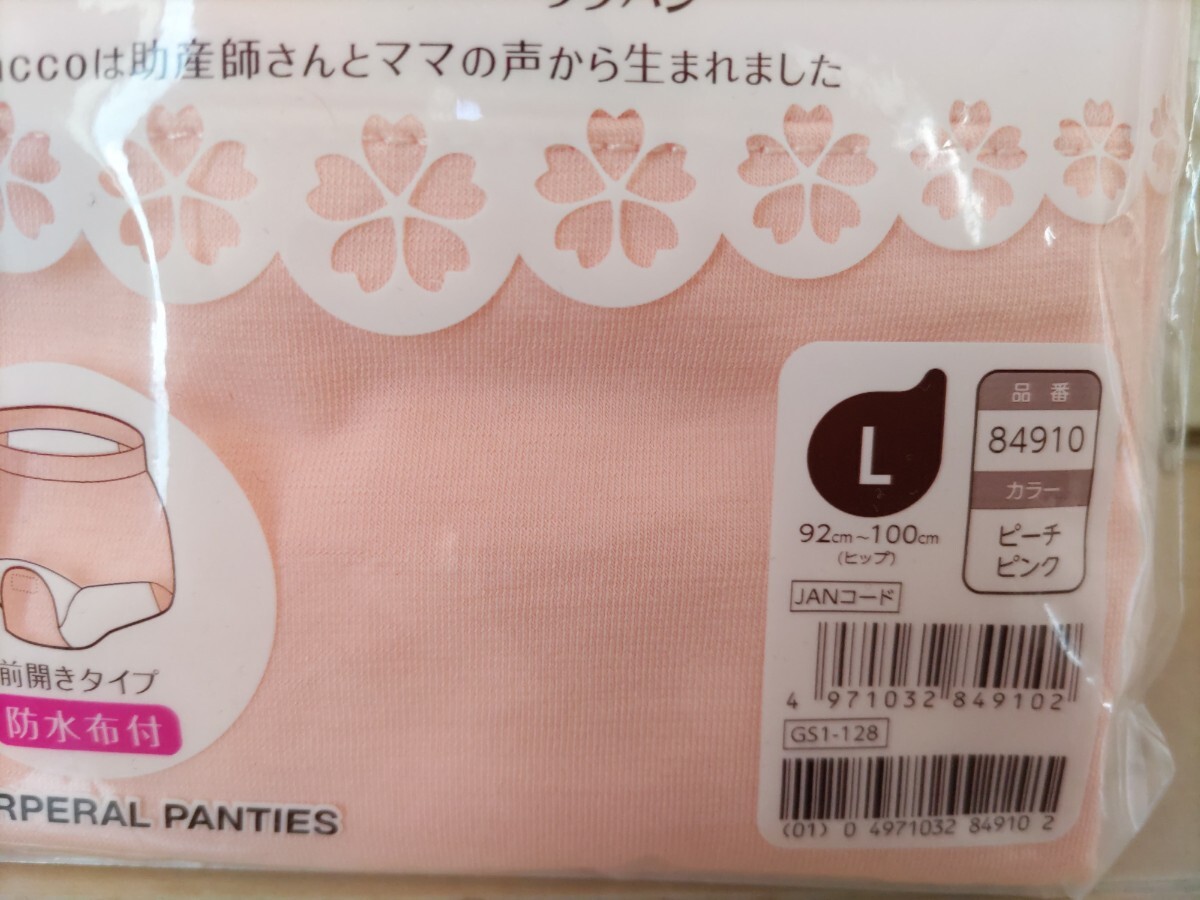 ccoは助産師さんとママの声から生まれました
L
92cm~100cm
(ヒップ)
品番
84910
カラー
ピーチ
ピンク
JANコード
4 971032 849102
GS1-128
(01) 0 4971032 84910 2
前開きタイプ
防水布付
RPERAL PANTIES